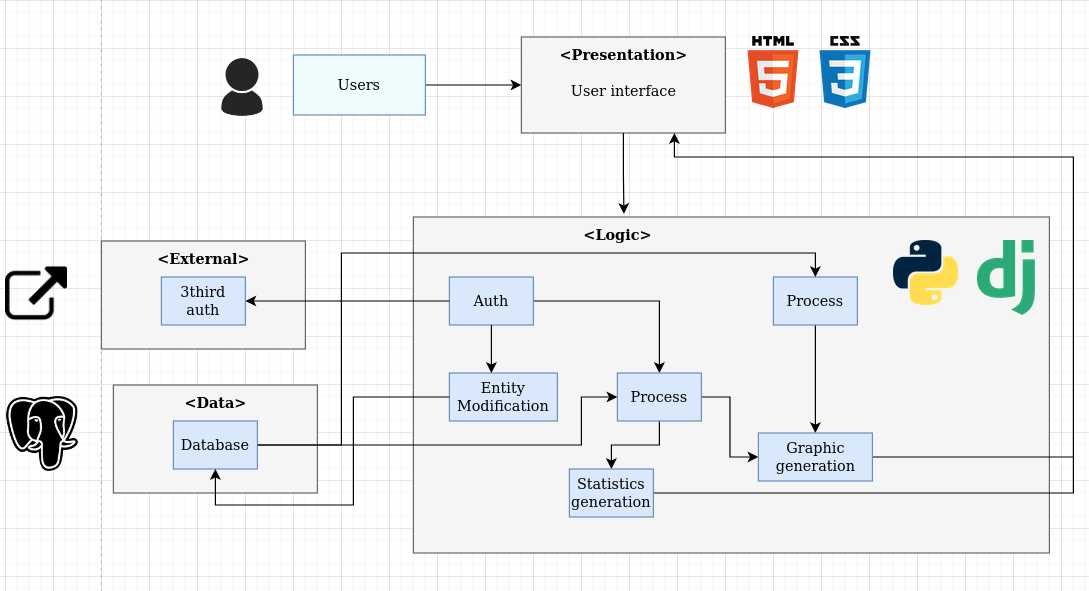 HTML
5
CSS
3
<Presentation>
Users
User interface
<Logic>
<External>
3third
auth
Auth
Process
dj
Entity
Modification
Process
<Data>
Database
Graphic
generation
Statistics
generation